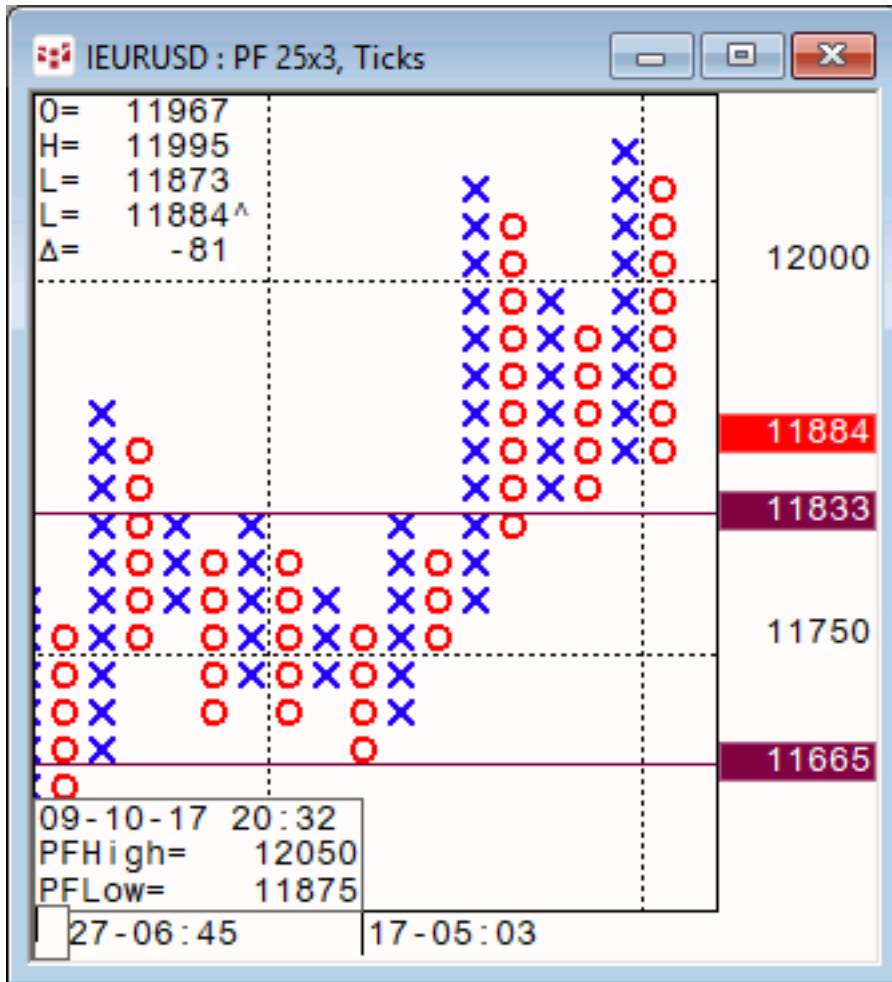 IEURUSD : PF 25x3, Ticks
O= 11967
H= 11995
L= 11873
L= 11884^
Δ= -81
12000
11884
11833
11750
11665
09-10-17 20:32
PFHigh= 12050
PFLow= 11875
27-06:45
17-05:03